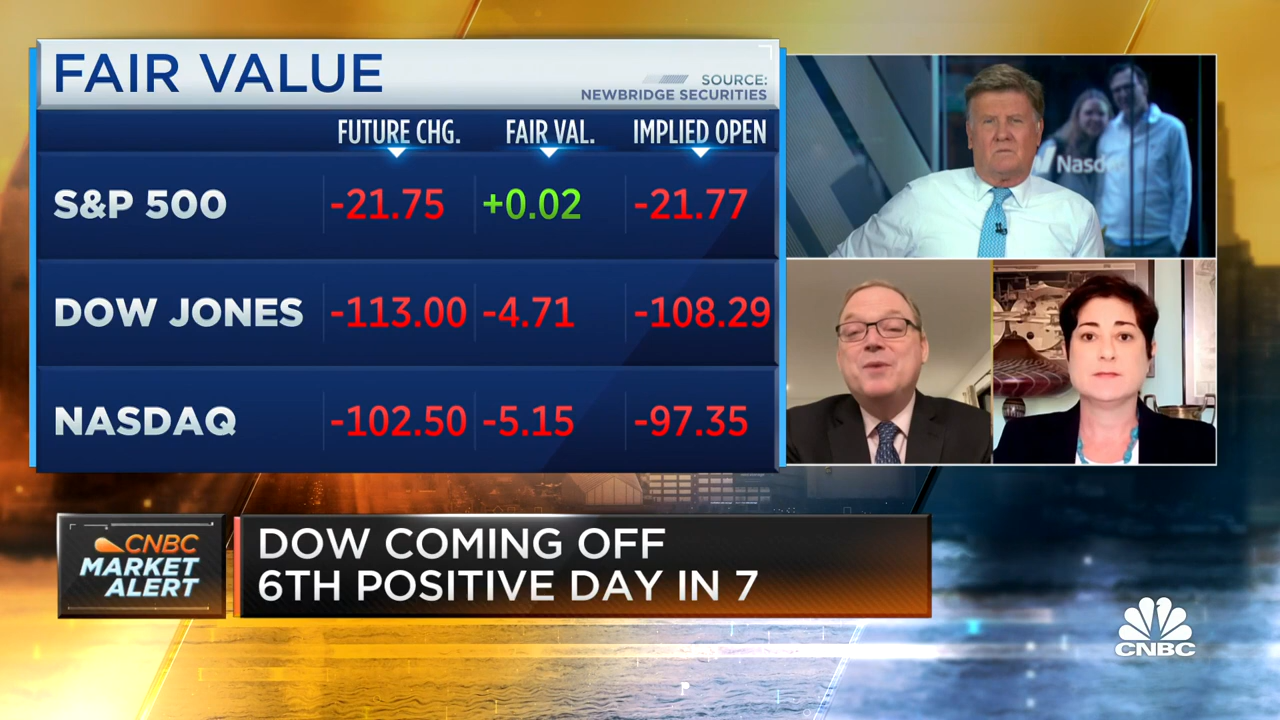 FAIR VALUE
SOURCE:
NEWBRIDGE SECURITIES
FUTURE CHG. FAIR VAL. IMPLIED OPEN
S&P 500 -21.75 +0.02 -21.77
DOW JONES -113.00 -4.71 -108.29
NASDAQ -102.50 -5.15 -97.35
Nasdaq
CNBC
MARKET
ALERT
DOW COMING OFF
6TH POSITIVE DAY IN 7
CNBC